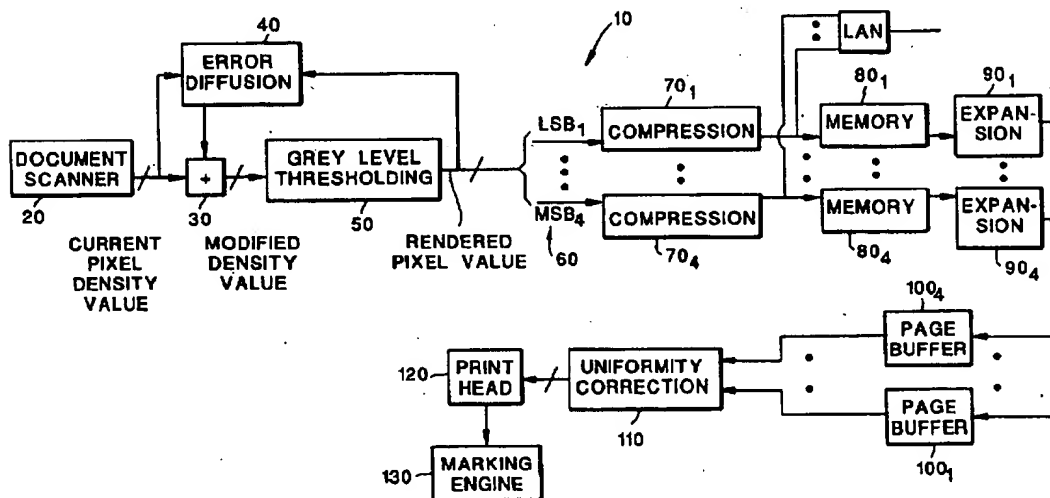 40
ERROR
DIFFUSION
10
LAN
70₁
80₁
90₁
LSB₁
COMPRESSION
MEMORY
EXPAN-
SION
DOCUMENT
SCANNER
20
+
30
GREY LEVEL
THRESHOLDING
50
MSB₄
60
COMPRESSION
70₄
MEMORY
80₄
EXPAN-
SION
90₄
CURRENT
PIXEL
DENSITY
VALUE
MODIFIED
DENSITY
VALUE
RENDERED
PIXEL VALUE
100₄
PAGE
BUFFER
120
PRINT
HEAD
UNIFORMITY
CORRECTION
110
PAGE
BUFFER
100₁
130
MARKING
ENGINE